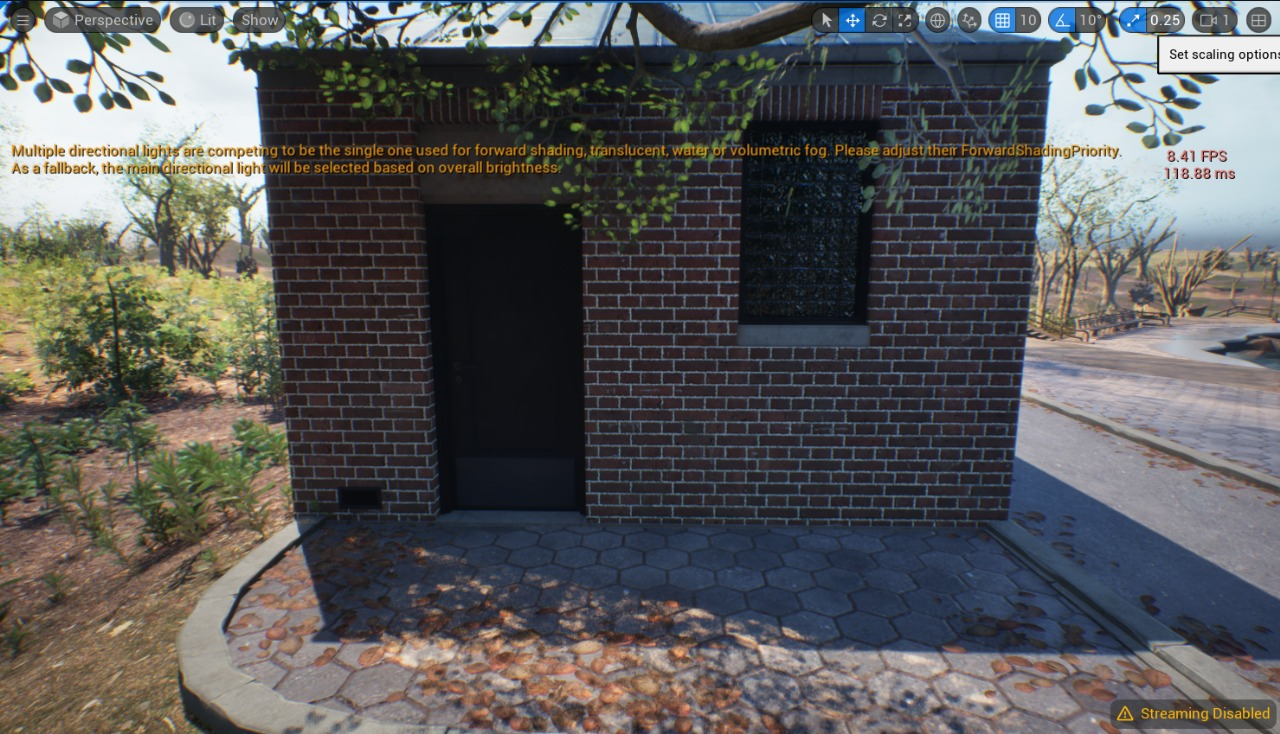 Perspective
Lit
Show
10
10°
0.25
1
Set scaling options
Multiple directional lights are competing to be the single one used for forward shading, translucent, water or volumetric fog. Please adjust their ForwardShadingPriority.
As a fallback, the main directional light will be selected based on overall brightness.
8.41 FPS
118.88 ms
Streaming Disabled